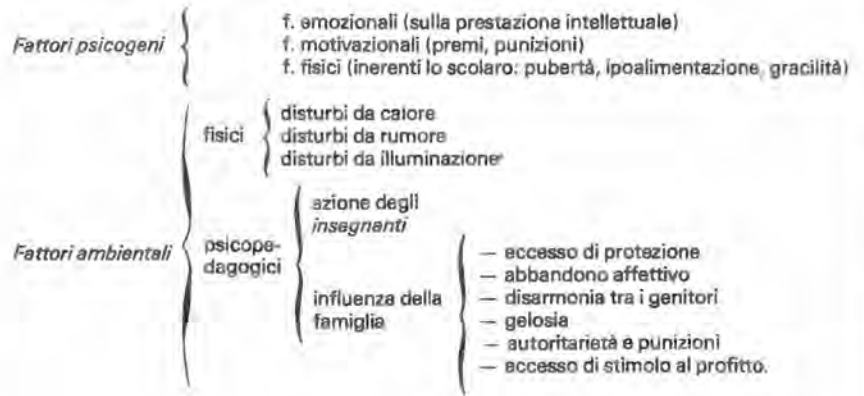 Fattori psicogeni
f. emozionali (sulla prestazione intellettuale)
f. motivazionali (premi, punizioni)
f. fisici (inerenti lo scolaro: pubertà, ipoalimentazione, gracilità)
Fattori ambientali
fisici
disturbi da calore
disturbi da rumore
disturbi da illuminazione
psicope-
dagogici
azione degli
insegnanti
influenza della
famiglia
— eccesso di protezione
— abbandono affettivo
— disarmonia tra i genitori
— gelosia
— autoritarietà e punizioni
— eccesso di stimolo al profitto.